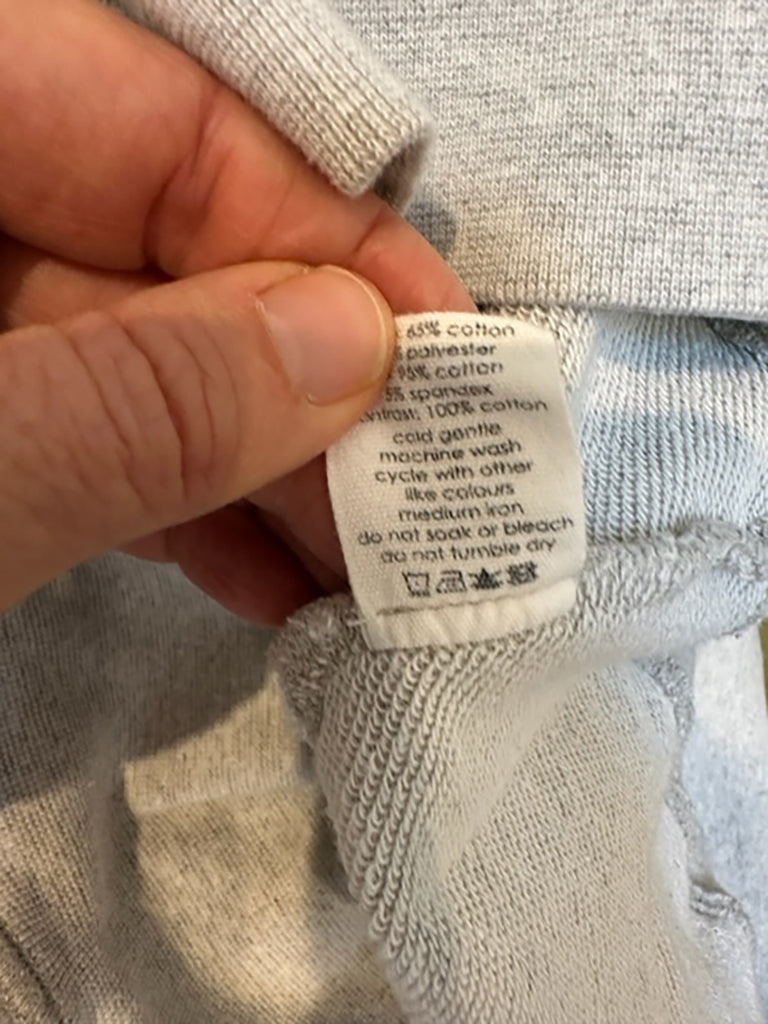 65% cotton
% polyester
95% cotton
5% spandex
contrast: 100% cotton
cold gentle
machine wash
cycle with other
like colours
medium iron
do not soak or bleach
do not tumble dry